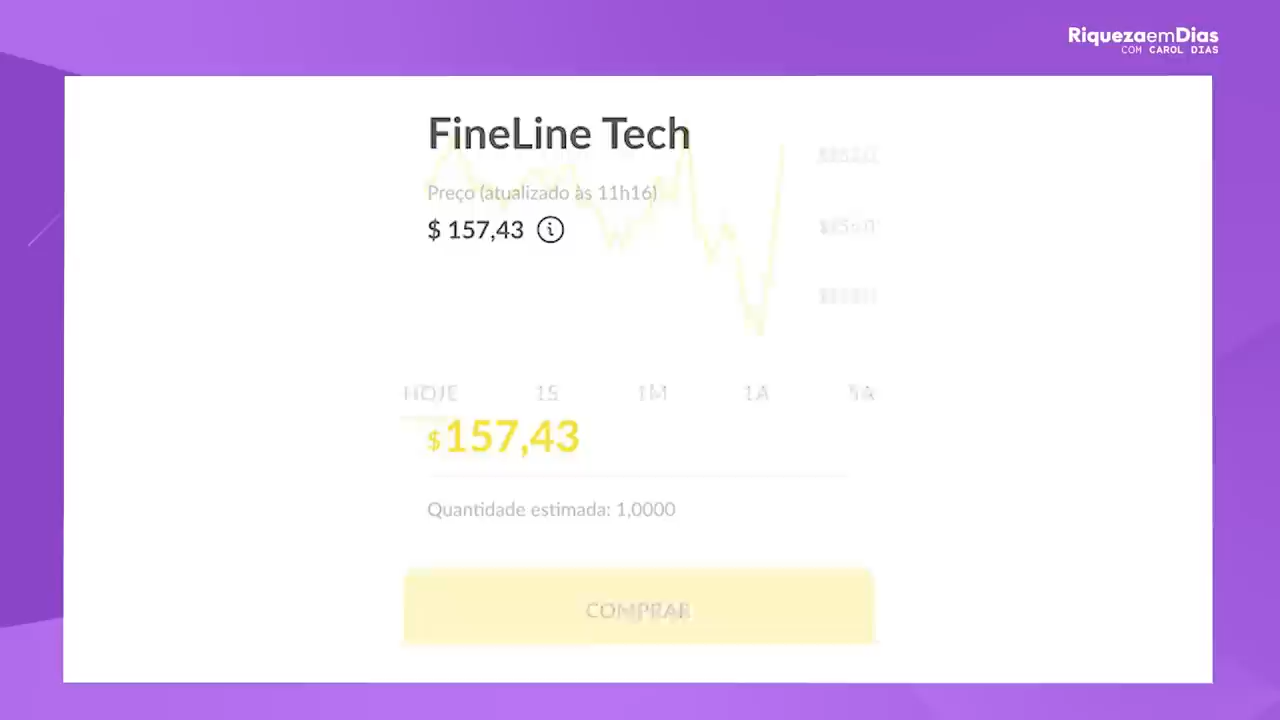 RiquezaemDias
COM CAROL DIAS
FineLine Tech
Preço (atualizado às 11h16)
$ 157,43
HOJE 1S 1M 1A 5A
$ 157,43
Quantidade estimada: 1,0000
COMPRAR